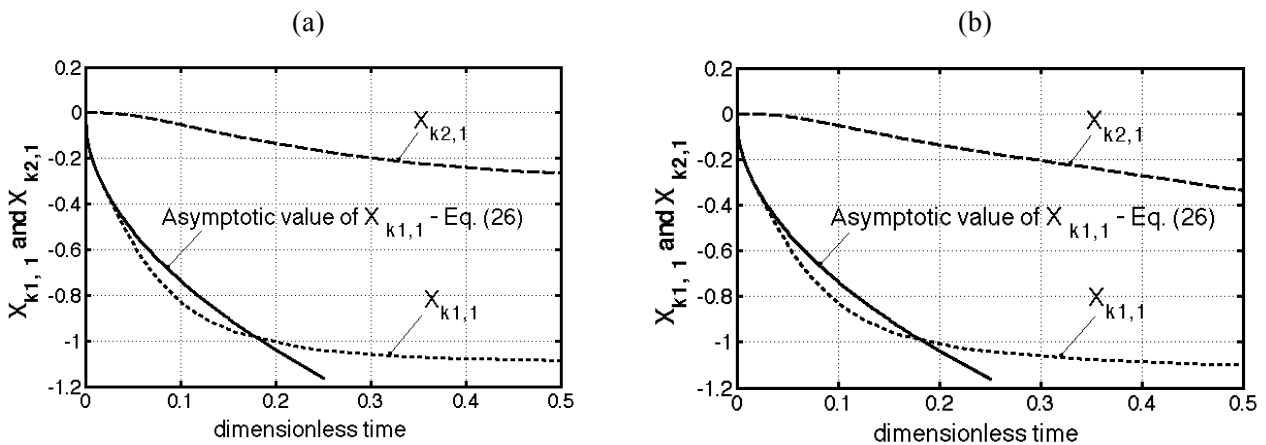 (a)
(b)
0.2
0
-0.2
-0.4
-0.6
-0.8
-1
-1.2
X k1, 1 and X k2,1
X k2,1
Asymptotic value of X k1,1 - Eq. (26)
X k1,1
0 0.1 0.2 0.3 0.4 0.5
dimensionless time
0.2
0
-0.2
-0.4
-0.6
-0.8
-1
-1.2
X k1, 1 and X k2,1
X k2,1
Asymptotic value of X k1,1 - Eq. (26)
X k1,1
0 0.1 0.2 0.3 0.4 0.5
dimensionless time